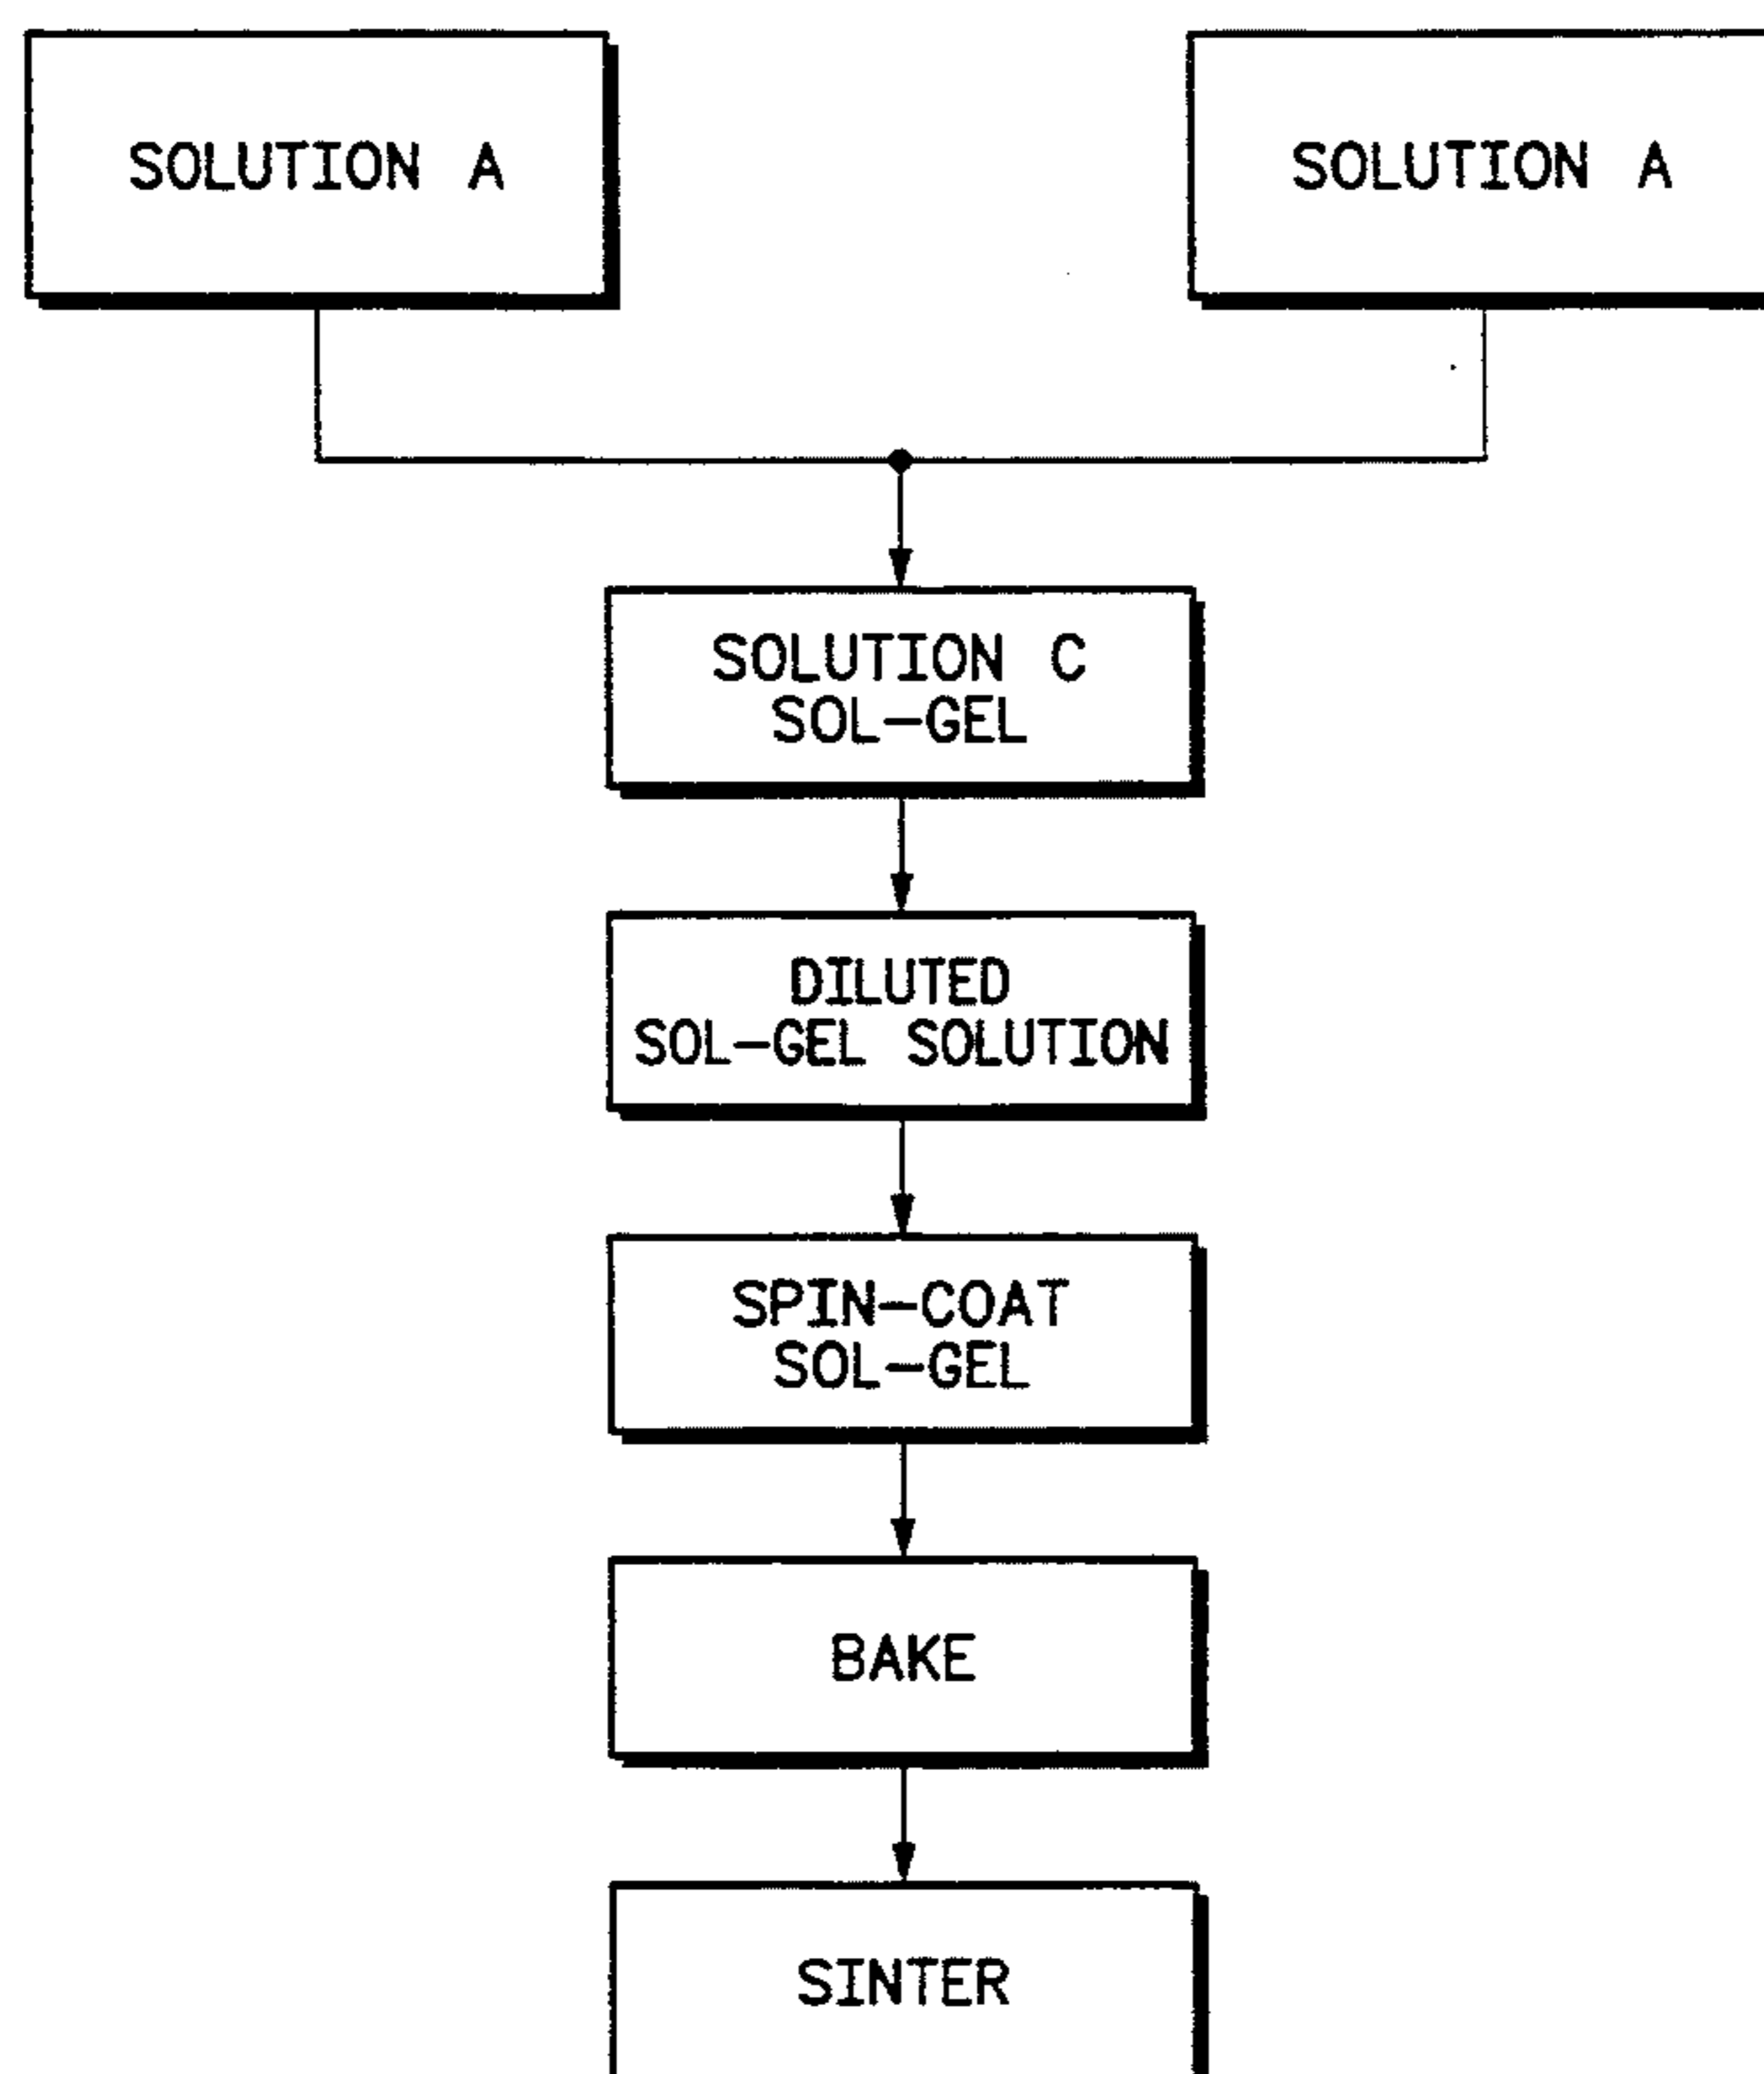 SOLUTION A
SOLUTION A
SOLUTION C
SOL-GEL
DILUTED
SOL-GEL SOLUTION
SPIN-COAT
SOL-GEL
BAKE
SINTER